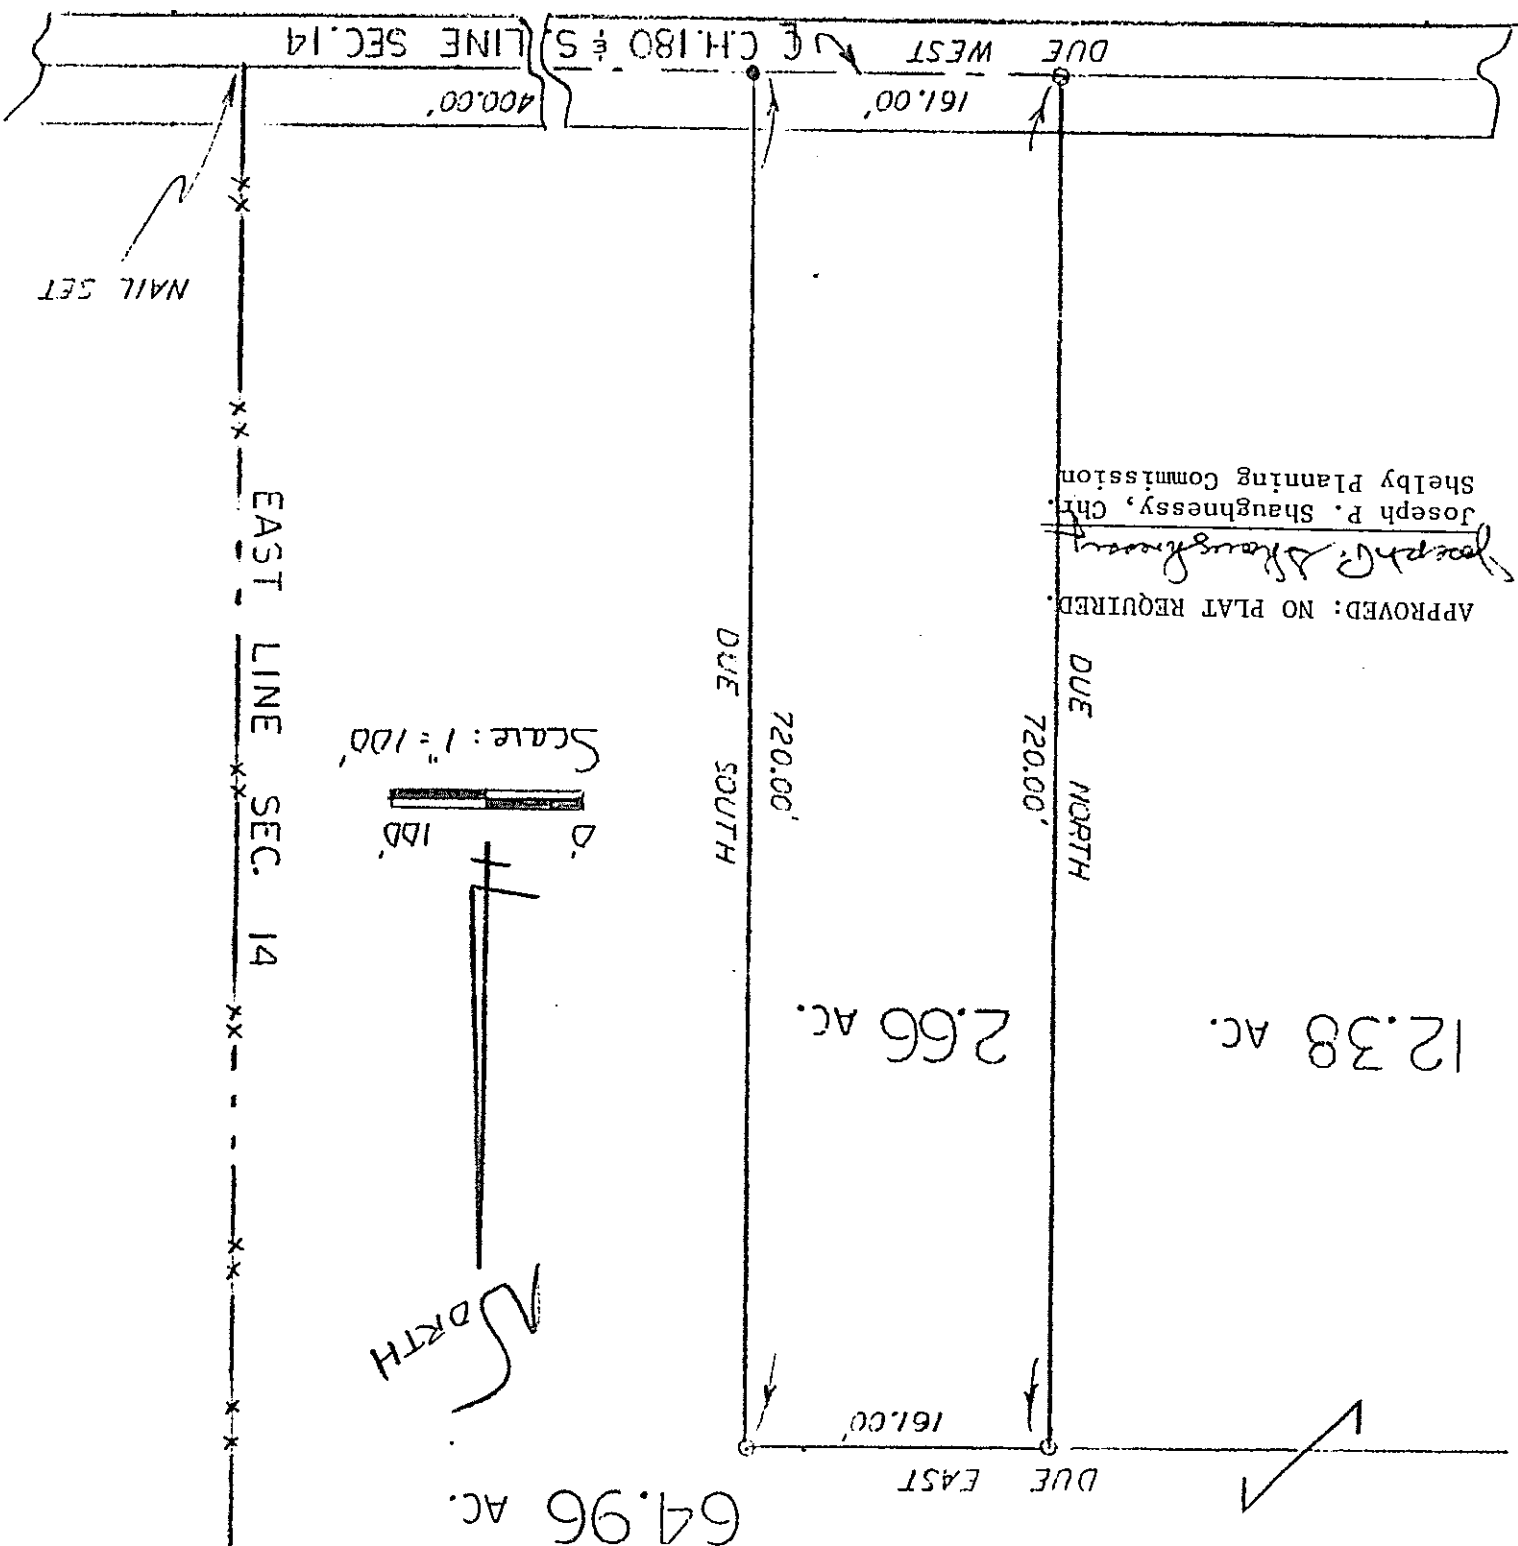 64.96 AC.
DUE EAST
161.00'
NORTH
12.38 AC.
2.66 AC.
0' 100'
Scale: 1" = 100'
DUE NORTH
720.00'
DUE SOUTH
720.00'
EAST LINE SEC. 14
APPROVED: NO PLAT REQUIRED.
Joseph P. Shaughnessy
Joseph P. Shaughnessy, Chr.
Shelby Planning Commission
NAIL SET
161.00'
400.00'
DUE WEST
℄ C.H. 180 & S. LINE SEC. 14